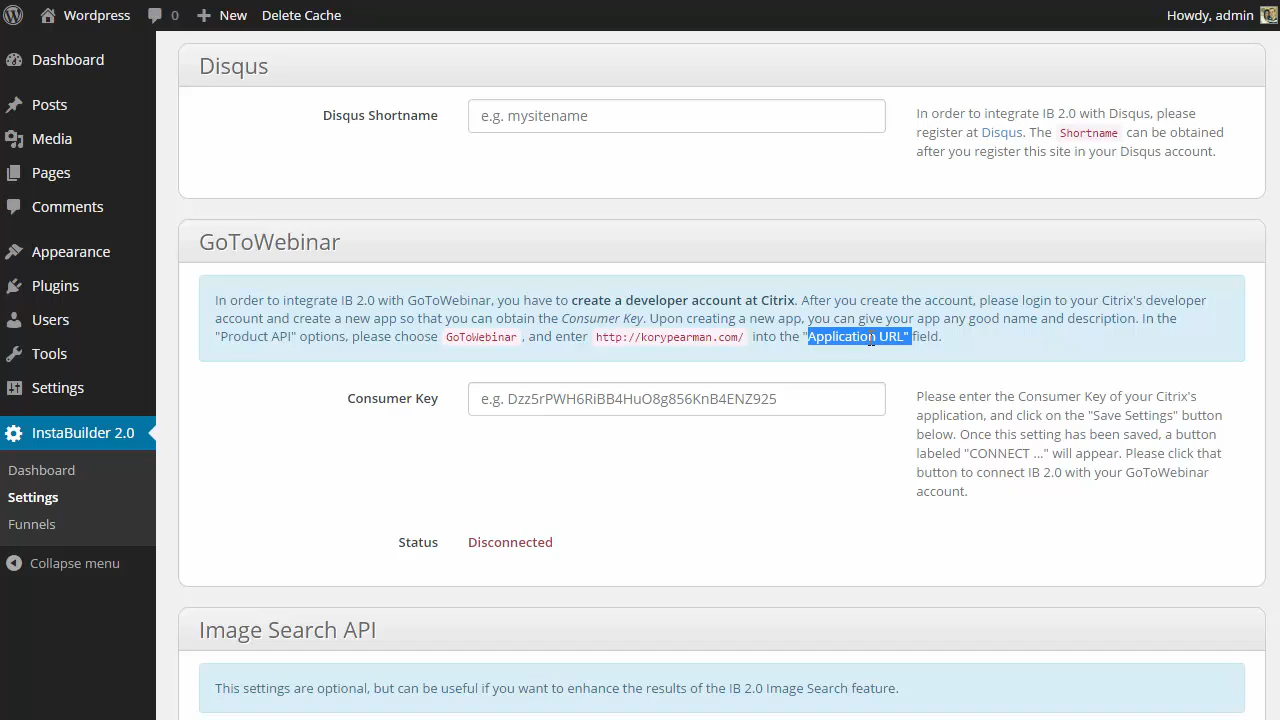 Wordpress 0 New Delete Cache Howdy, admin
Dashboard
Posts
Media
Pages
Comments
Appearance
Plugins
Users
Tools
Settings
InstaBuilder 2.0
Dashboard
Settings
Funnels
Collapse menu
Disqus
Disqus Shortname
e.g. mysitename
In order to integrate IB 2.0 with Disqus, please
register at Disqus. The Shortname can be obtained
after you register this site in your Disqus account.
GoToWebinar
In order to integrate IB 2.0 with GoToWebinar, you have to create a developer account at Citrix. After you create the account, please login to your Citrix's developer
account and create a new app so that you can obtain the Consumer Key. Upon creating a new app, you can give your app any good name and description. In the
"Product API" options, please choose GoToWebinar, and enter http://korypearman.com/ into the "Application URL" field.
Consumer Key
e.g. Dzz5rPWH6RiBB4HuO8g856KnB4ENZ925
Please enter the Consumer Key of your Citrix's
application, and click on the "Save Settings" button
below. Once this setting has been saved, a button
labeled "CONNECT ..." will appear. Please click that
button to connect IB 2.0 with your GoToWebinar
account.
Status Disconnected
Image Search API
This settings are optional, but can be useful if you want to enhance the results of the IB 2.0 Image Search feature.